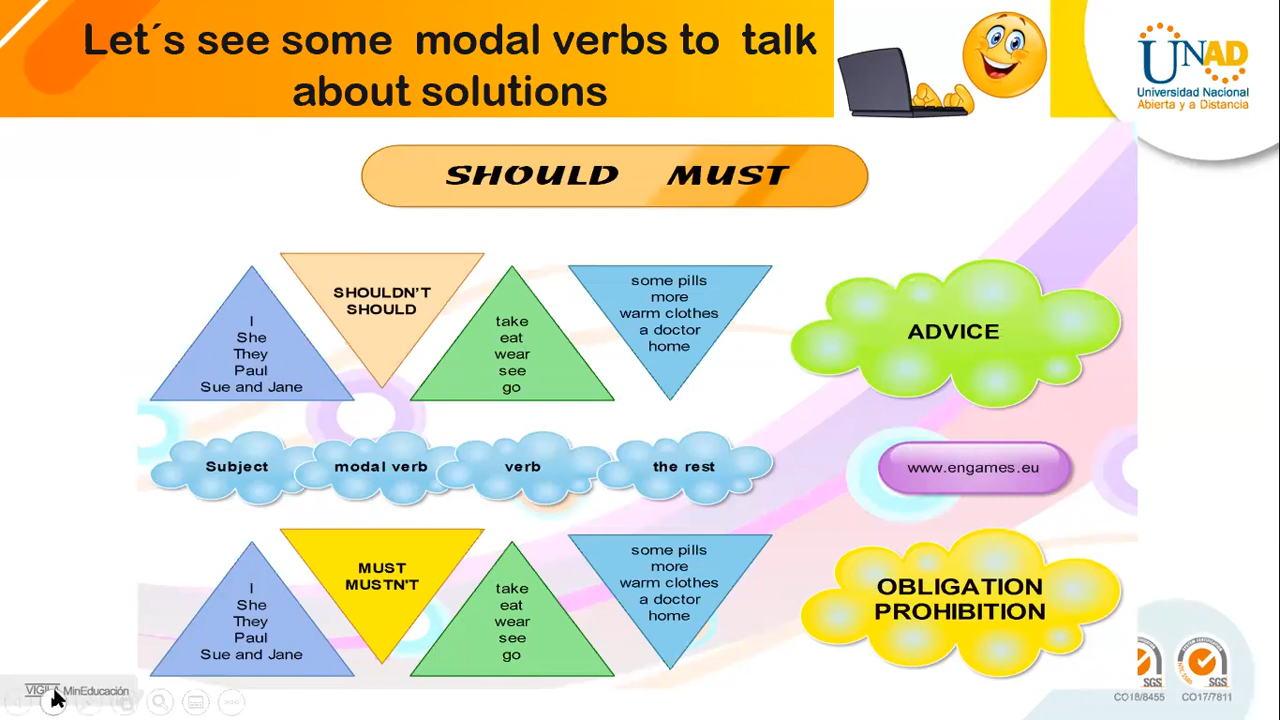 Let´s see some modal verbs to talk
about solutions
UNAD
Universidad Nacional
Abierta y a Distancia
SHOULD MUST
I
She
They
Paul
Sue and Jane
SHOULDN'T
SHOULD
take
eat
wear
see
go
some pills
more
warm clothes
a doctor
home
ADVICE
Subject
modal verb
verb
the rest
www.engames.eu
I
She
They
Paul
Sue and Jane
MUST
MUSTN'T
take
eat
wear
see
go
some pills
more
warm clothes
a doctor
home
OBLIGATION
PROHIBITION
SGS
SGS
CO18/8455
CO17/7811
MinEducación